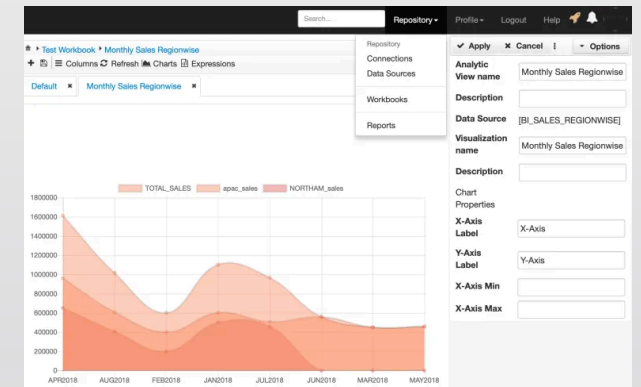 Search...
Repository
Profile
Logout
Help
Test Workbook
Monthly Sales Regionwise
Columns
Refresh
Charts
Expressions
Default
Monthly Sales Regionwise
Repository
Connections
Data Sources
Workbooks
Reports
Apply
Cancel
Options
Analytic
View name
Monthly Sales Regionwise
Description
Data Source
[BI_SALES_REGIONWISE]
Visualization
name
Monthly Sales Regionwise
Description
Chart
Properties
X-Axis
Label
X-Axis
Y-Axis
Label
Y-Axis
X-Axis Min
X-Axis Max
TOTAL_SALES
apac_sales
NORTHAM_sales
1800000
1600000
1400000
1200000
1000000
800000
600000
400000
200000
0
APR2018
AUG2018
FEB2018
JAN2018
JUL2018
JUN2018
MAR2018
MAY2018